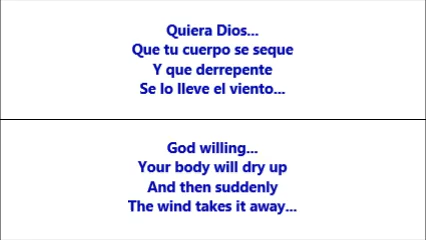 Quiera Dios...
Que tu cuerpo se seque
Y que derrepente
Se lo lleve el viento...
God willing...
Your body will dry up
And then suddenly
The wind takes it away...